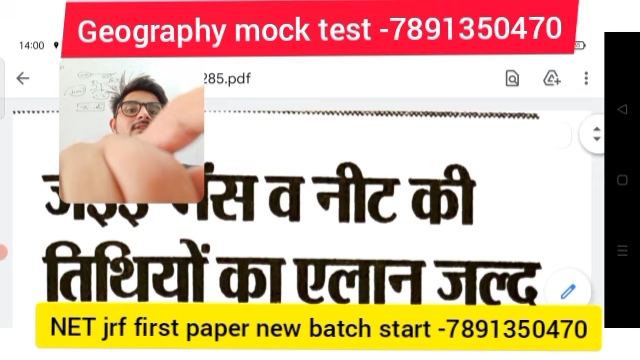 Geography mock test -7891350470
14:00
285.pdf
व नीट की
तिथियों का एलान जल्द
NET jrf first paper new batch start -7891350470